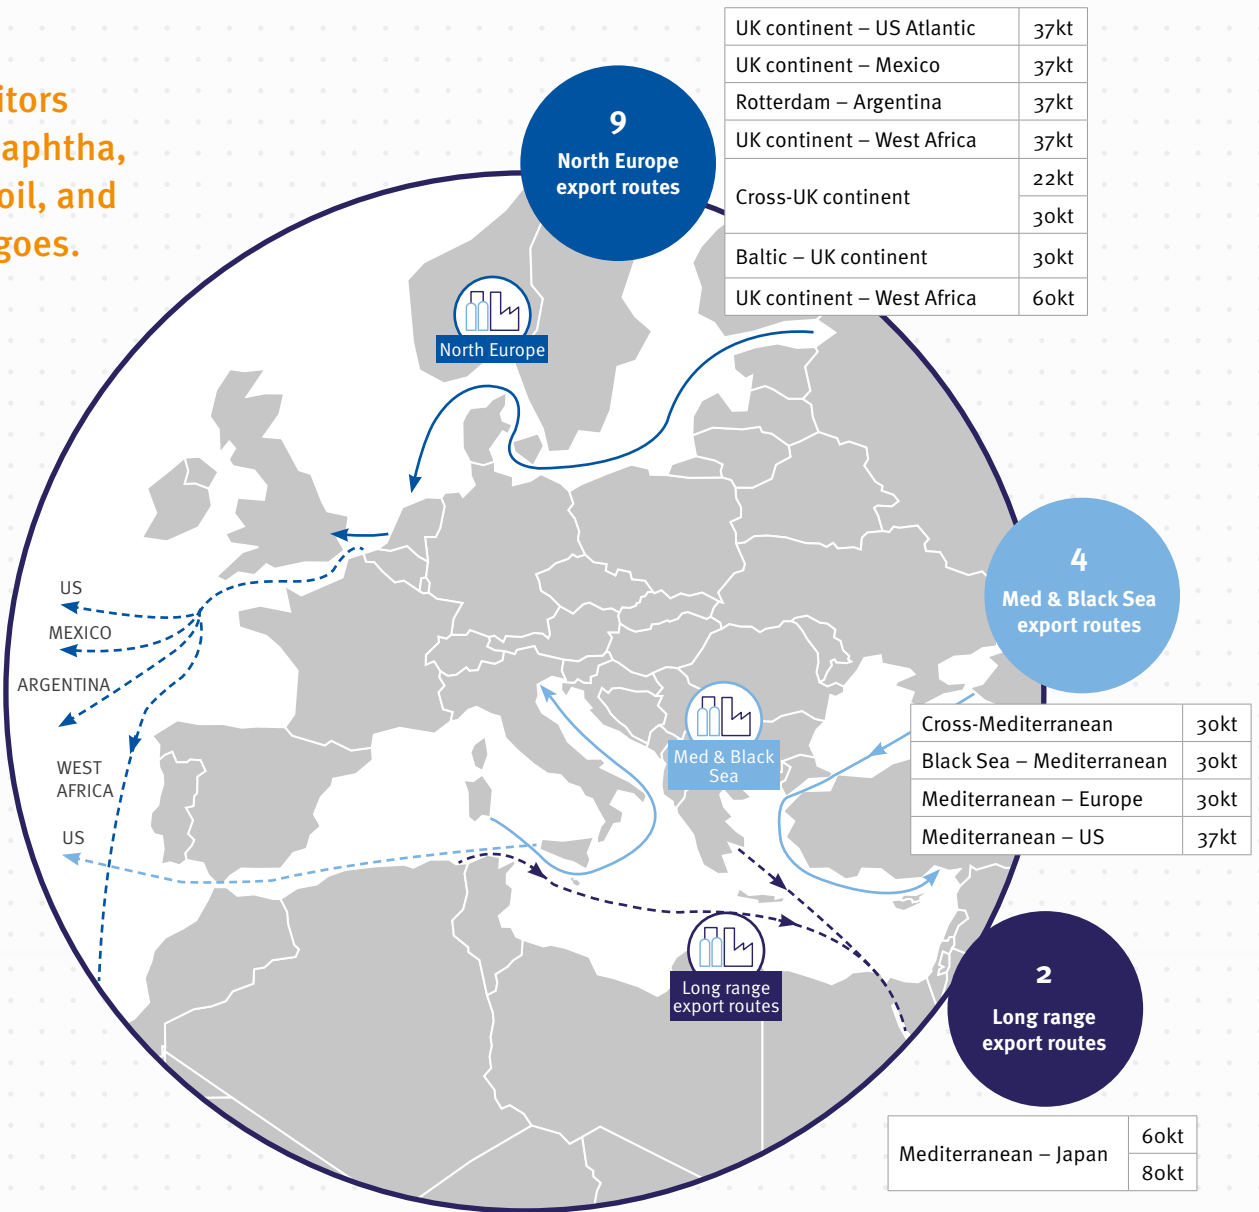 goes.
oil, and
UK continent – US Atlantic 37kt
UK continent – Mexico 37kt
Rotterdam – Argentina 37kt
UK continent – West Africa 37kt
Cross-UK continent 22kt
30kt
Baltic – UK continent 30kt
UK continent – West Africa 60kt
9
North Europe
export routes
North Europe
US
MEXICO
ARGENTINA
WEST
AFRICA
US
4
Med & Black Sea
export routes
Med & Black
Sea
Cross-Mediterranean 30kt
Black Sea – Mediterranean 30kt
Mediterranean – Europe 30kt
Mediterranean – US 37kt
Long range
export routes
2
Long range
export routes
Mediterranean – Japan 60kt
80kt